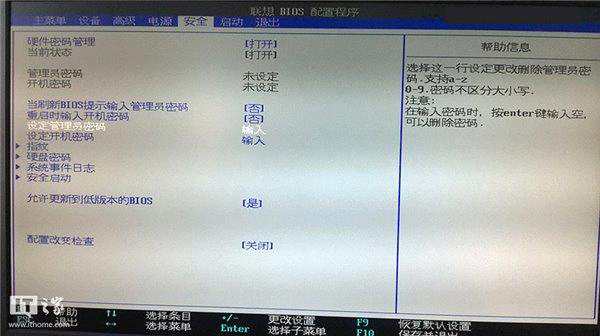 联想 BIOS 配置程序
主菜单 设备 高级 电源 安全 启动 退出
硬件密码管理 [打开]
当前状态 [打开]
管理员密码 未设定
开机密码 未设定
当刷新BIOS提示输入管理员密码 [否]
重启时输入开机密码 [否]
设定管理员密码 输入
设定开机密码 输入
指纹
硬盘密码
系统事件日志
安全启动
允许更新到低版本的BIOS [是]
配置改变检查 [关闭]
帮助信息
选择这一行设定更改删除管理员密
码.支持a-z
0-9.密码不区分大小写.
注意:
在输入密码时, 按enter键输入空,
可以删除密码.
帮助 ↑↓ 选择条目 +/- 更改设置 F9 恢复默认设置
ESC 退出 ↔ 选择菜单 Enter 选择子菜单 F10 保存并退出
IT之家
www.ithome.com